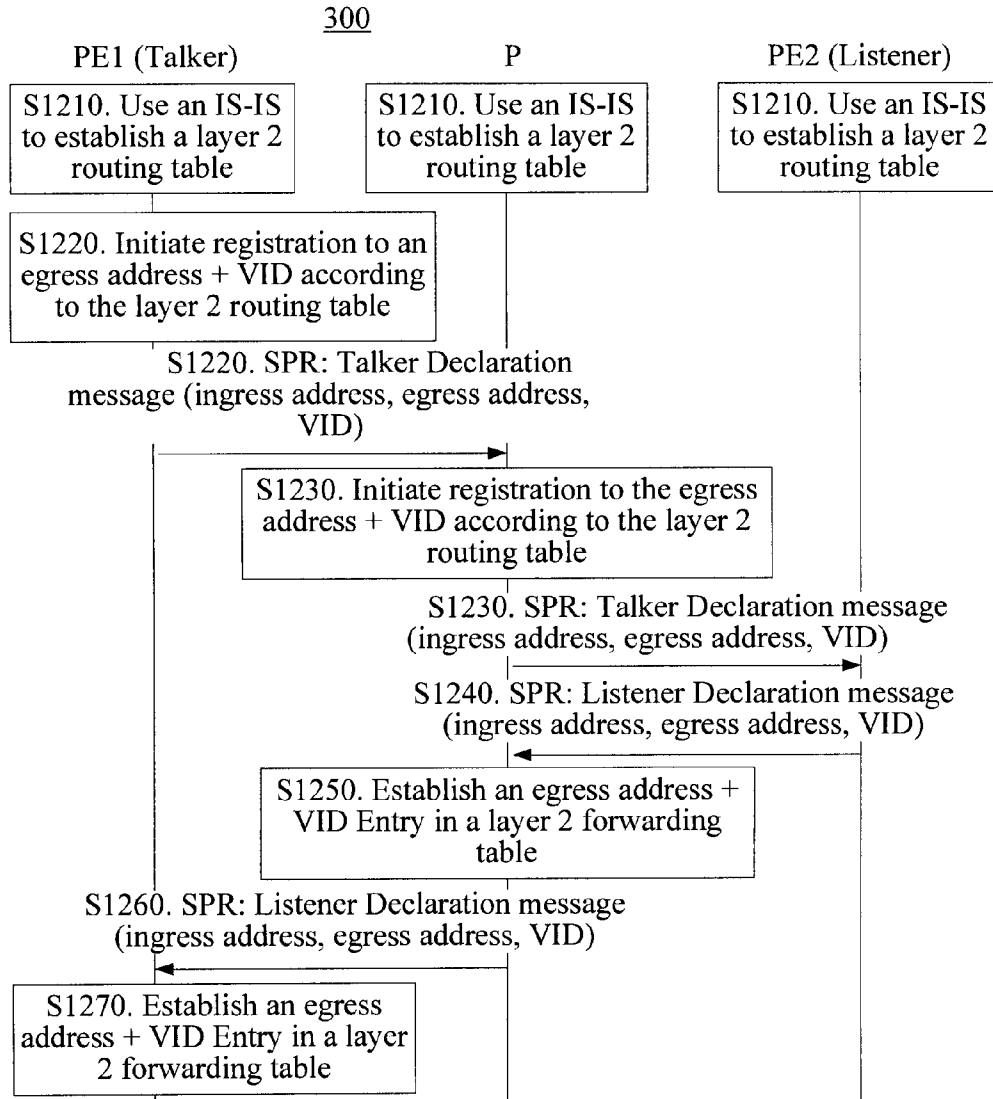 300
PE1 (Talker)
P
PE2 (Listener)
S1210. Use an IS-IS
to establish a layer 2
routing table
S1210. Use an IS-IS
to establish a layer 2
routing table
S1210. Use an IS-IS
to establish a layer 2
routing table
S1220. Initiate registration to an
egress address + VID according
to the layer 2 routing table
S1220. SPR: Talker Declaration
message (ingress address, egress address,
VID)
S1230. Initiate registration to the egress
address + VID according to the layer 2
routing table
S1230. SPR: Talker Declaration message
(ingress address, egress address, VID)
S1240. SPR: Listener Declaration message
(ingress address, egress address, VID)
S1250. Establish an egress address +
VID Entry in a layer 2 forwarding
table
S1260. SPR: Listener Declaration message
(ingress address, egress address, VID)
S1270. Establish an egress
address + VID Entry in a layer
2 forwarding table